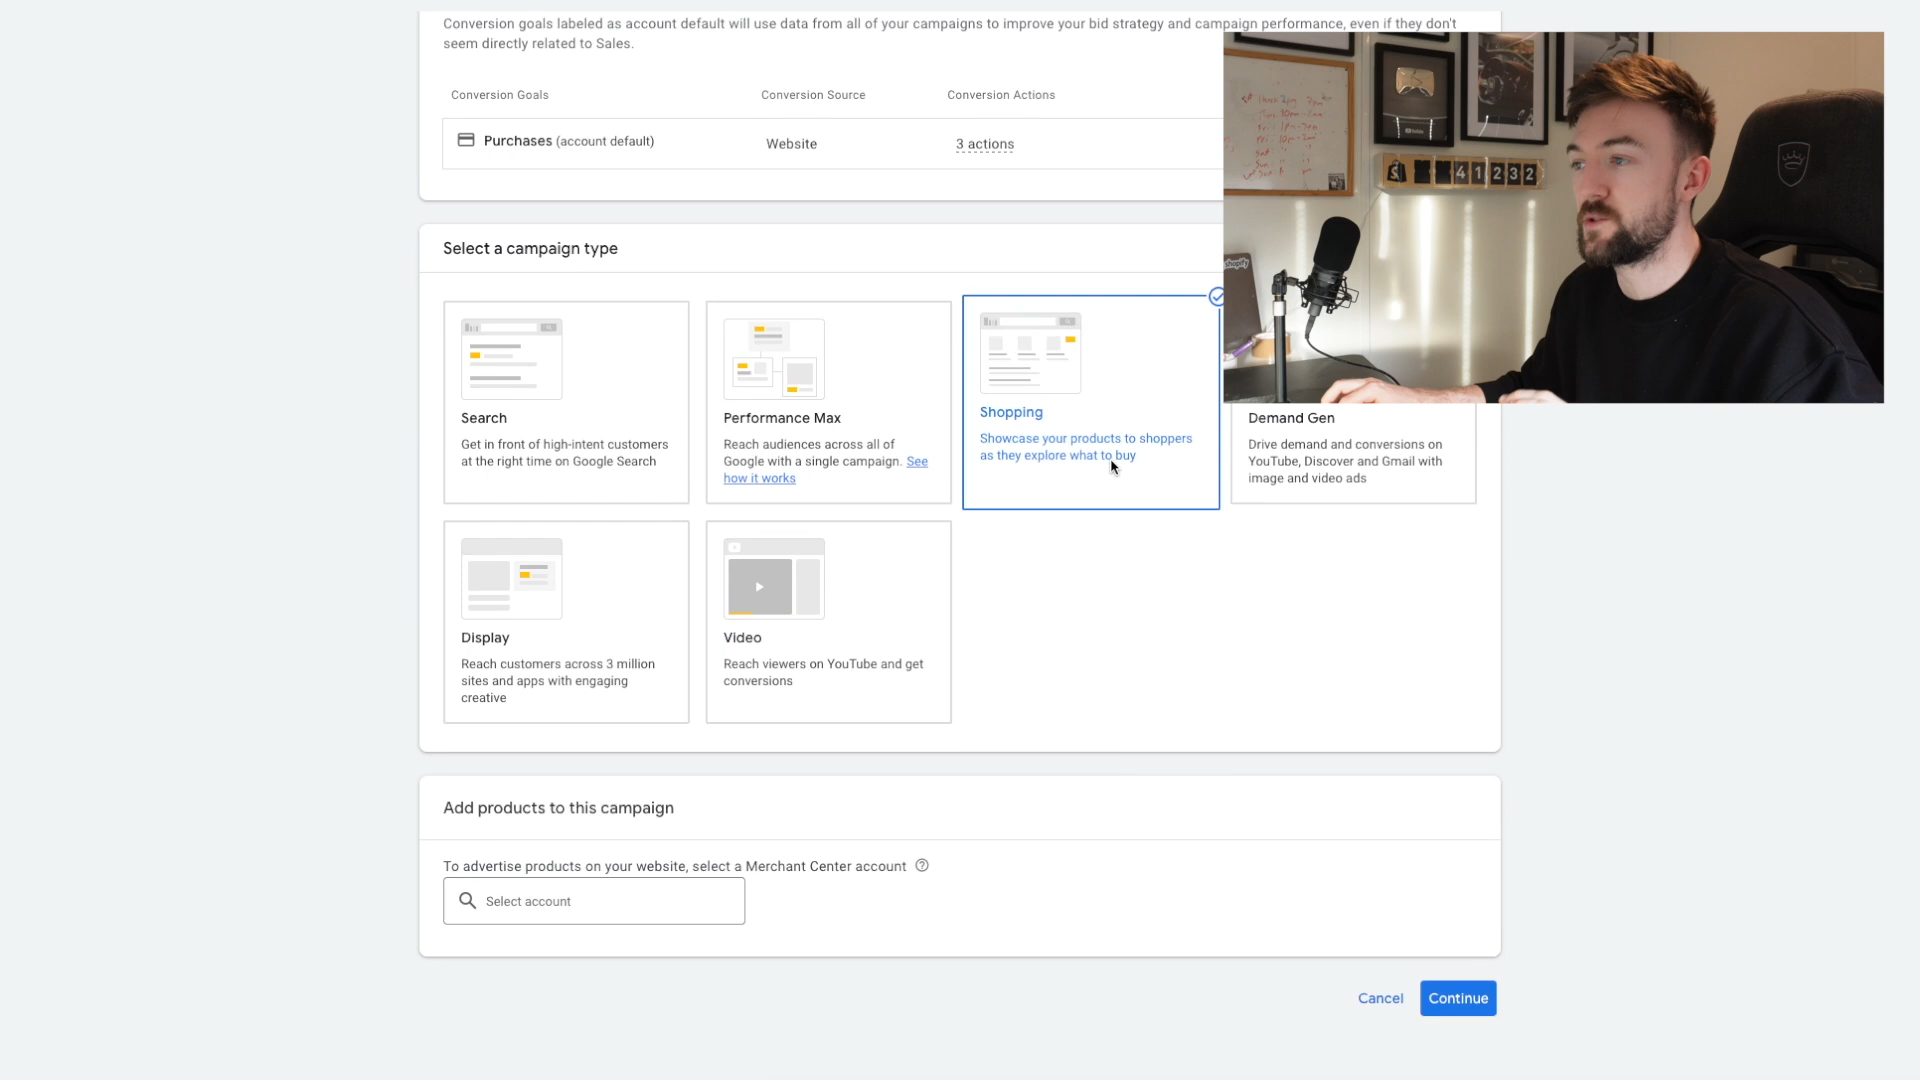 Conversion goals labeled as account default will use data from all of your campaigns to improve your bid strategy and campaign performance, even if they don't
seem directly related to Sales.
Conversion Goals
Conversion Source
Conversion Actions
Purchases (account default)
Website
3 actions
41232
shopify
Select a campaign type
Search
Get in front of high-intent customers
at the right time on Google Search
Performance Max
Reach audiences across all of
Google with a single campaign. See
how it works
Shopping
Showcase your products to shoppers
as they explore what to buy
Demand Gen
Drive demand and conversions on
YouTube, Discover and Gmail with
image and video ads
Display
Reach customers across 3 million
sites and apps with engaging
creative
Video
Reach viewers on YouTube and get
conversions
Add products to this campaign
To advertise products on your website, select a Merchant Center account
Select account
Cancel
Continue